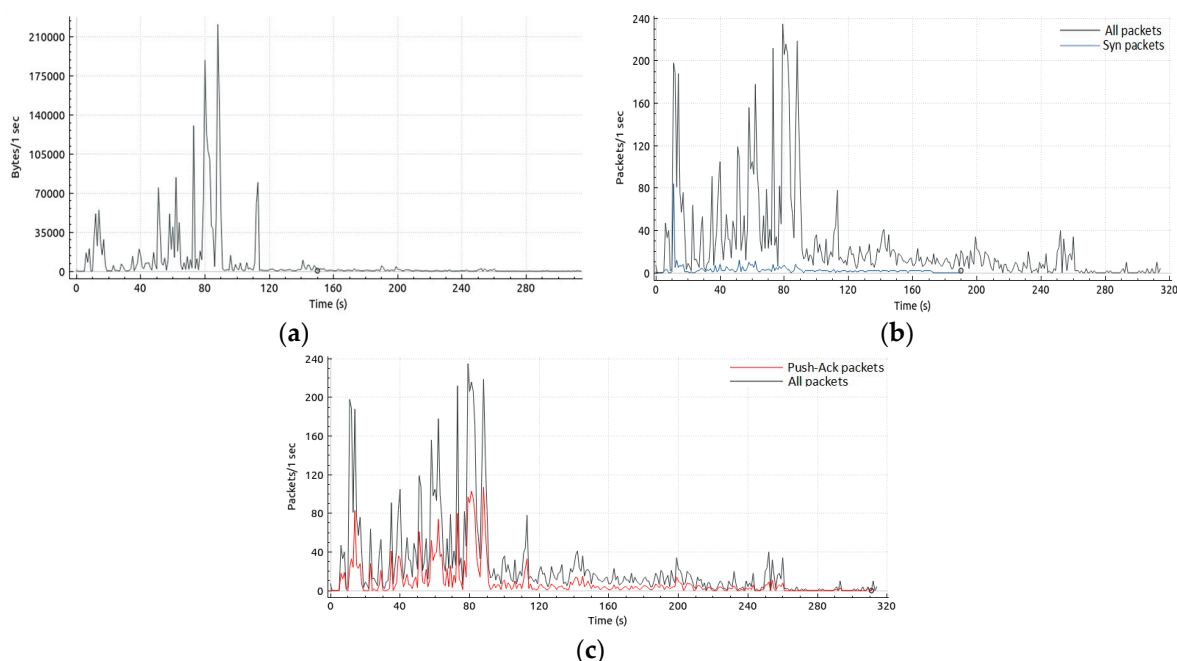 210000
175000
140000
105000
70000
35000
0
Bytes/1 sec
0 40 80 120 160 200 240 280
Time (s)
(a)
240
200
160
120
80
40
0
Packets/1 sec
All packets
Syn packets
0 40 80 120 160 200 240 280 320
Time (s)
(b)
240
200
160
120
80
40
0
Packets/1 sec
Push-Ack packets
All packets
0 40 80 120 160 200 240 280 320
Time (s)
(c)